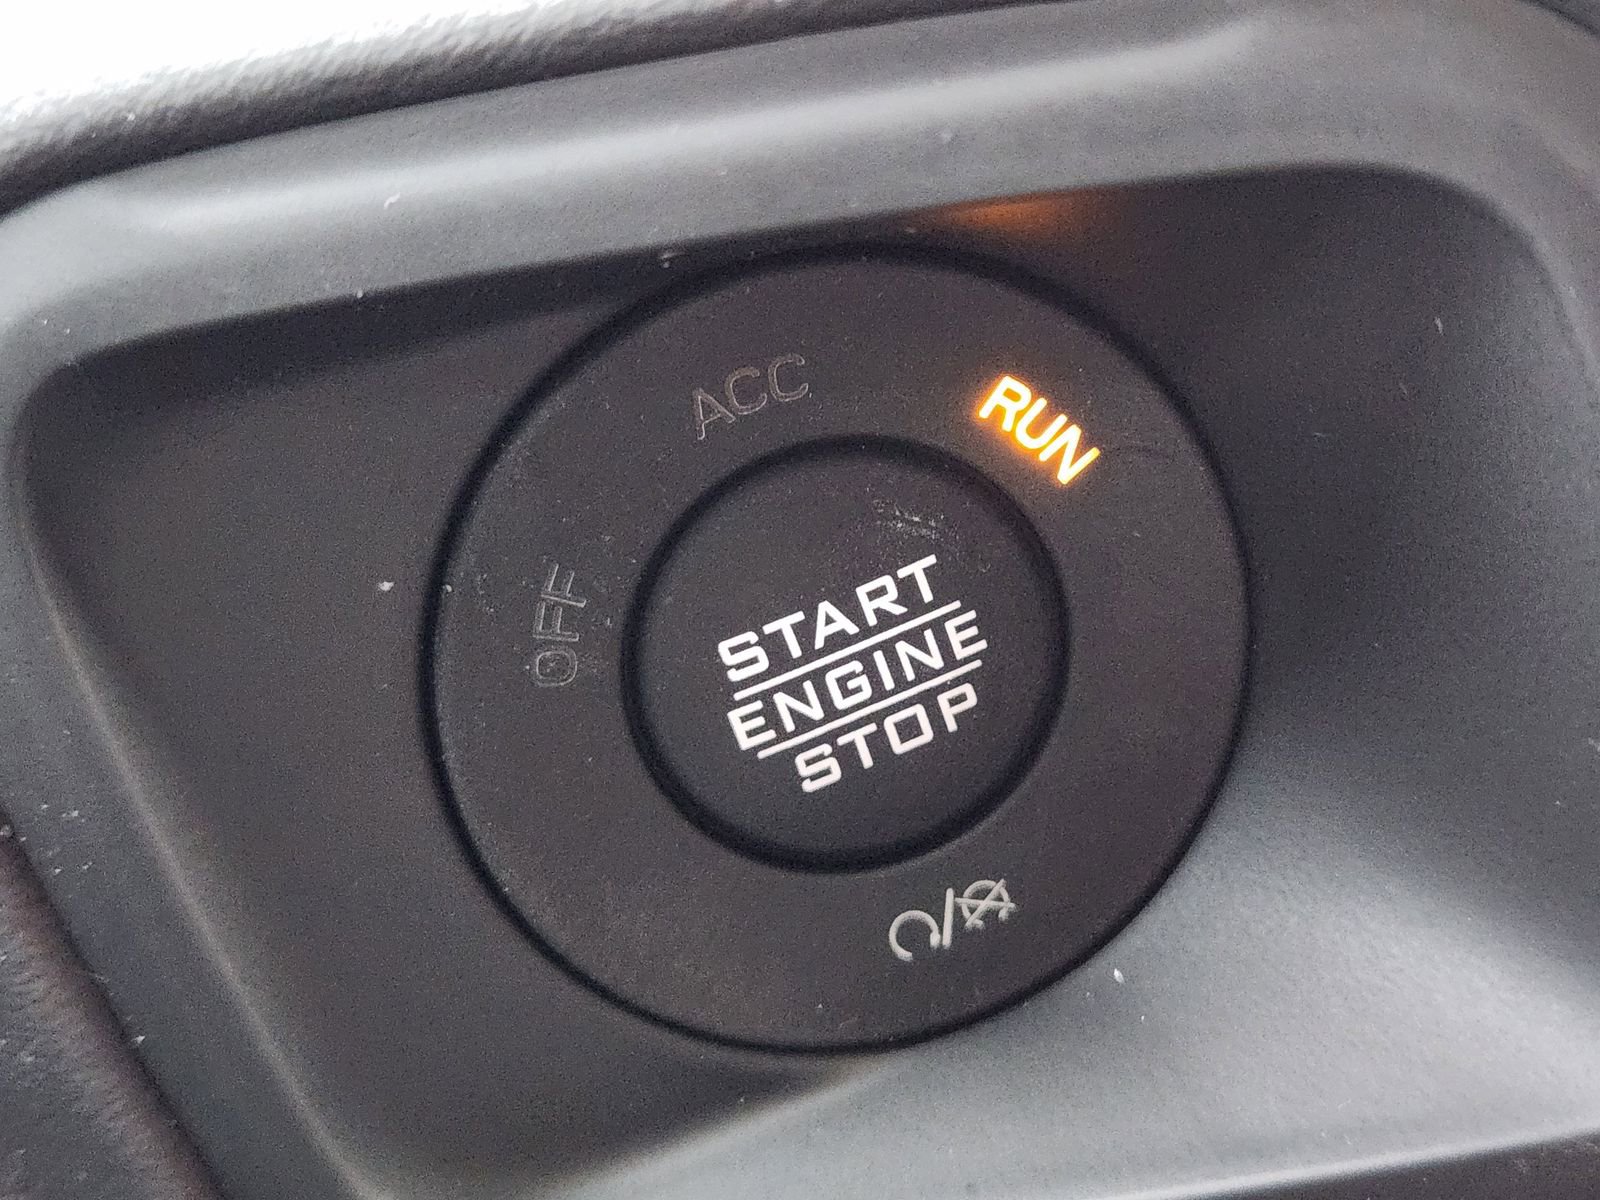 ACC
RUN
OFF
START
ENGINE
STOP